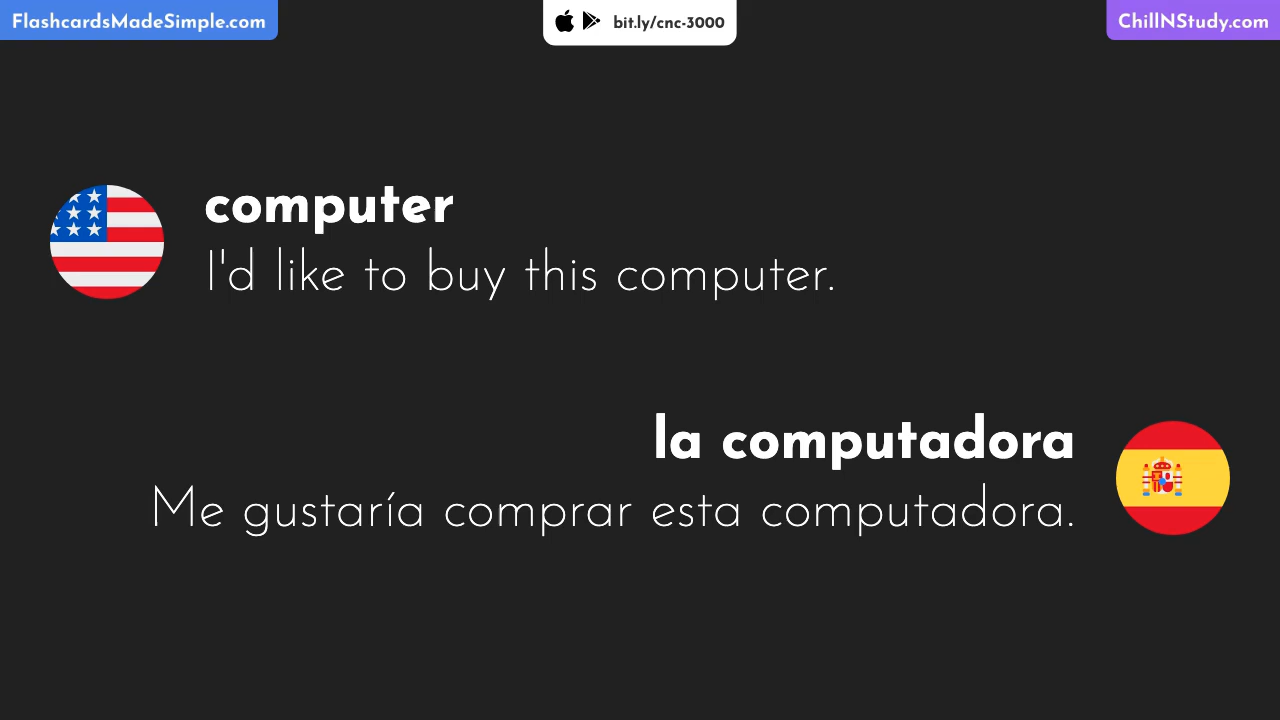 FlashcardsMadeSimple.com
bit.ly/cnc-3000
ChillNStudy.com
computer
I'd like to buy this computer.
la computadora
Me gustaría comprar esta computadora.